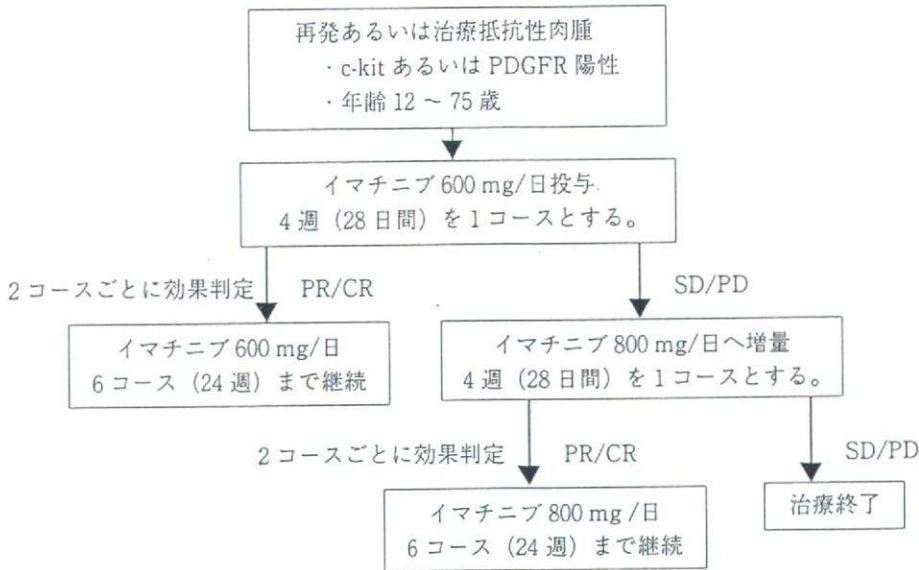 再発あるいは治療抵抗性肉腫
・c-kit あるいは PDGFR 陽性
・年齢 12 ～ 75 歳
イマチニブ 600 mg/日投与
4 週（28 日間）を 1 コースとする。
2 コースごとに効果判定
PR/CR
SD/PD
イマチニブ 600 mg/日
6 コース（24 週）まで継続
イマチニブ 800 mg/日へ増量
4 週（28 日間）を 1 コースとする。
2 コースごとに効果判定
PR/CR
SD/PD
イマチニブ 800 mg /日
6 コース（24 週）まで継続
治療終了